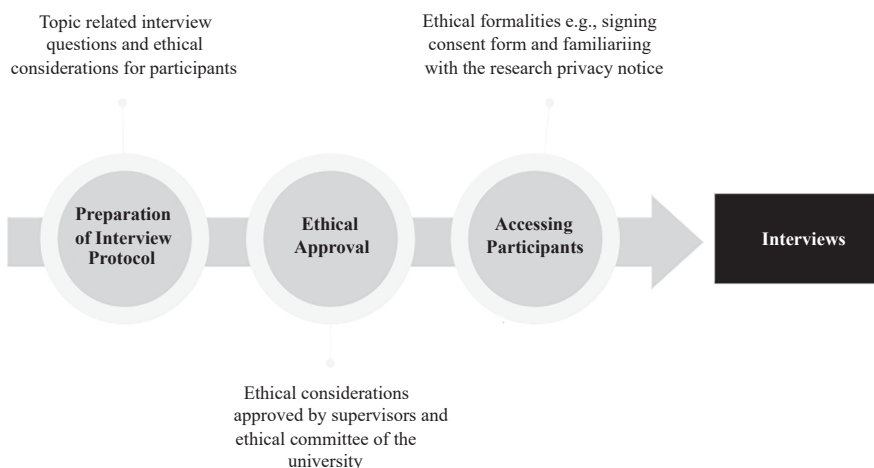 Topic related interview
questions and ethical
considerations for participants
Ethical formalities e.g., signing
consent form and familiariing
with the research privacy notice
Preparation
of Interview
Protocol
Ethical
Approval
Accessing
Participants
Interviews
Ethical considerations
approved by supervisors and
ethical committee of the
university